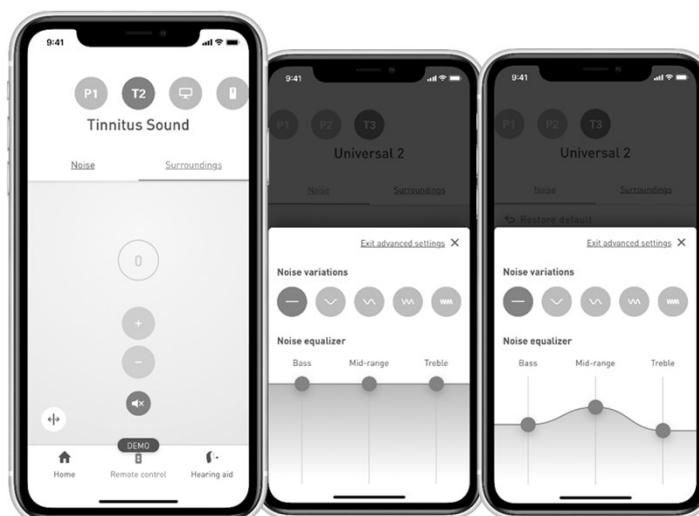 9:41
P1 T2
Tinnitus Sound
Noise Surroundings
0
DEMO
Home Remote control Hearing aid
9:41
P1 P2 T3
Universal 2
Noise Surroundings
Exit advanced settings
Noise variations
Noise equalizer
Bass Mid-range Treble
9:41
P1 P2 T3
Universal 2
Noise Surroundings
Restore default
Exit advanced settings
Noise variations
Noise equalizer
Bass Mid-range Treble